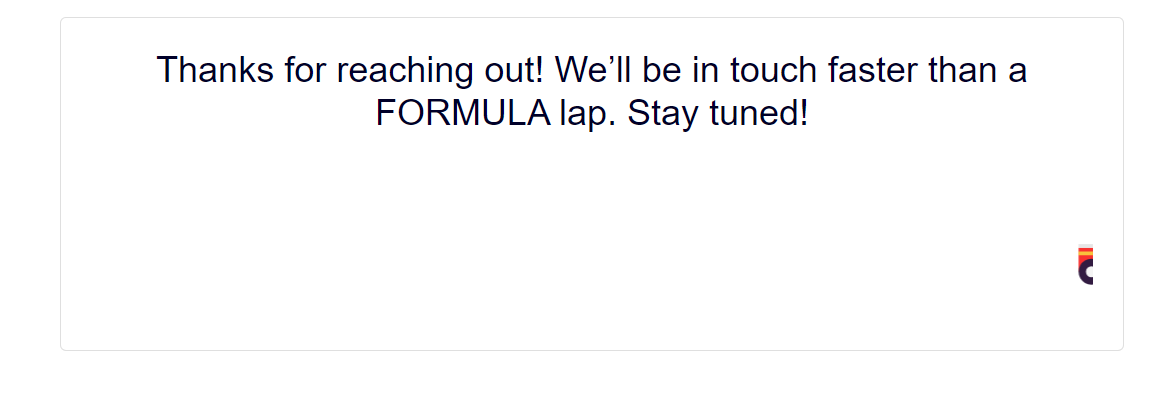 Thanks for reaching out! We’ll be in touch faster than a
FORMULA lap. Stay tuned!